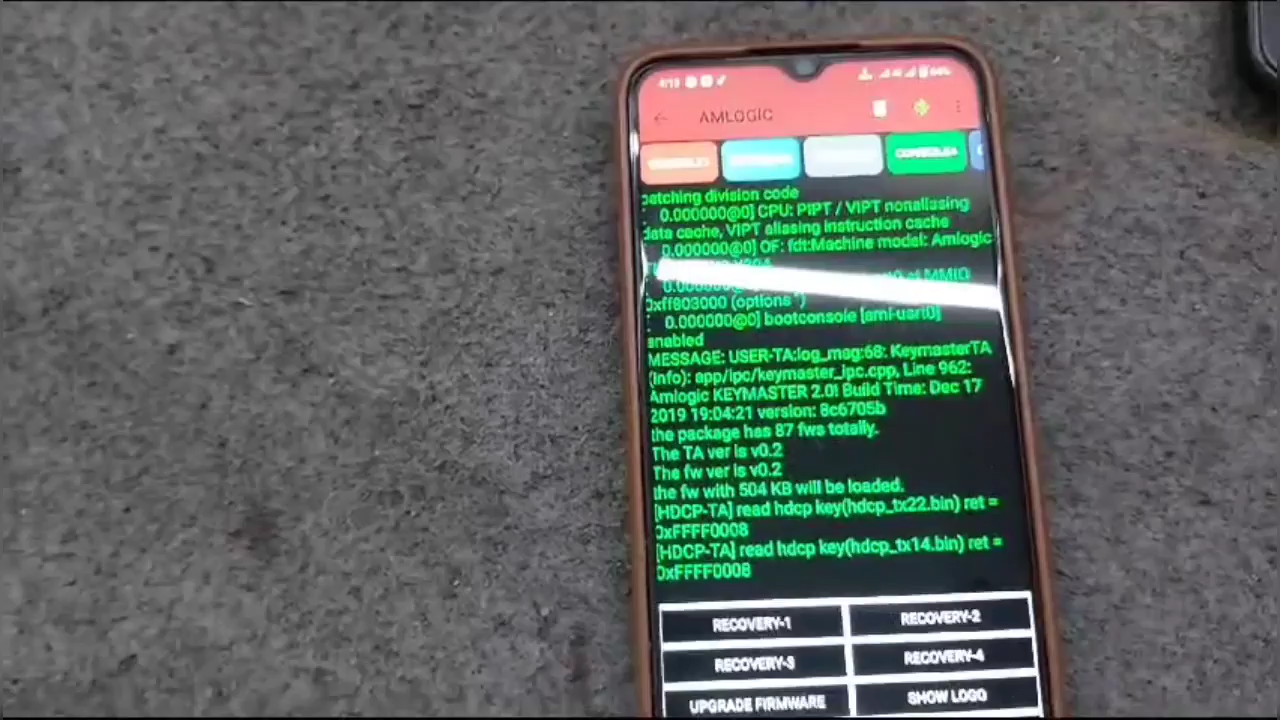 4:13
AMLOGIC
CONSOLE4
patching division code
0.000000@0] CPU: PIPT / VIPT nonaliasing
data cache, VIPT aliasing instruction cache
0.000000@0] OF: fdt:Machine model: Amlogic
at MMIO
0xff803000 (options '')
0.000000@0] bootconsole [aml-uart0]
enabled
MESSAGE: USER-TA:log_msg:68: KeymasterTA
(Info): app/ipc/keymaster_ipc.cpp, Line 962:
Amlogic KEYMASTER 2.0! Build Time: Dec 17
2019 19:04:21 version: 8c6705b
the package has 87 fws totally.
The TA ver is v0.2
The fw ver is v0.2
the fw with 504 KB will be loaded.
[HDCP-TA] read hdcp key(hdcp_tx22.bin) ret =
0xFFFF0008
[HDCP-TA] read hdcp key(hdcp_tx14.bin) ret =
0xFFFF0008
RECOVERY-1
RECOVERY-2
RECOVERY-3
RECOVERY-4
UPGRADE FIRMWARE
SHOW LOGO